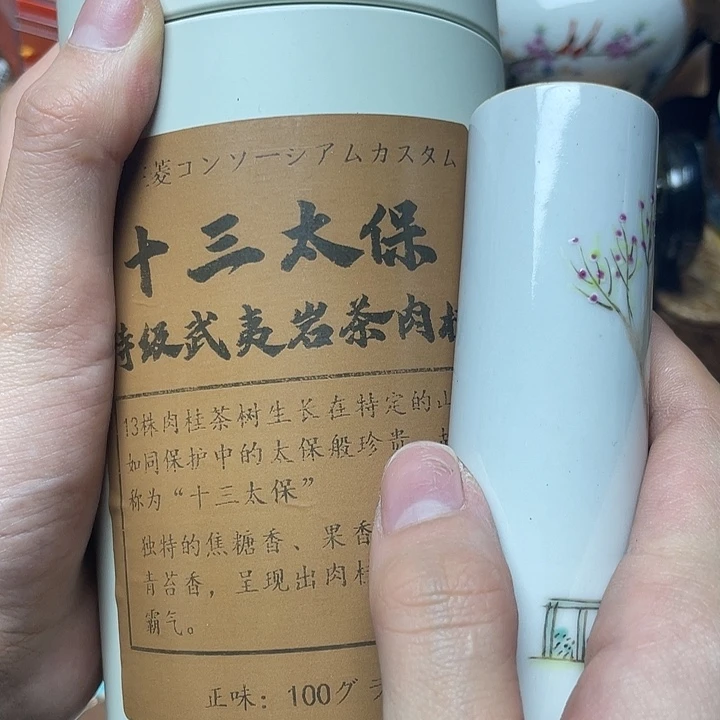 菱コンソーシアムカスタム
十三太保
特级武夷岩茶肉桂
13株肉桂茶树生长在特定的山
如同保护中的太保般珍贵,
称为“十三太保”
独特的焦糖香、果香
青苔香,呈现出肉桂
霸气。
正味: 100グラ